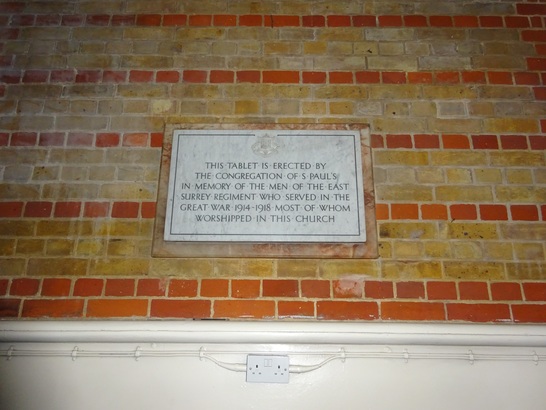 THIS TABLET IS ERECTED BY
THE CONGREGATION OF S PAUL'S
IN MEMORY OF THE MEN OF THE EAST
SURREY REGIMENT WHO SERVED IN THE
GREAT WAR·1914-1918·MOST OF WHOM
WORSHIPPED IN THIS CHURCH